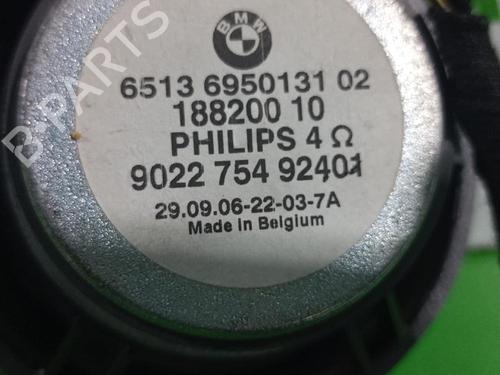 BMW
6513 6950131 02
188200 10
PHILIPS 4 Ω
9022 754 92401
29.09.06-22-03-7A
Made in Belgium
B-PARTS